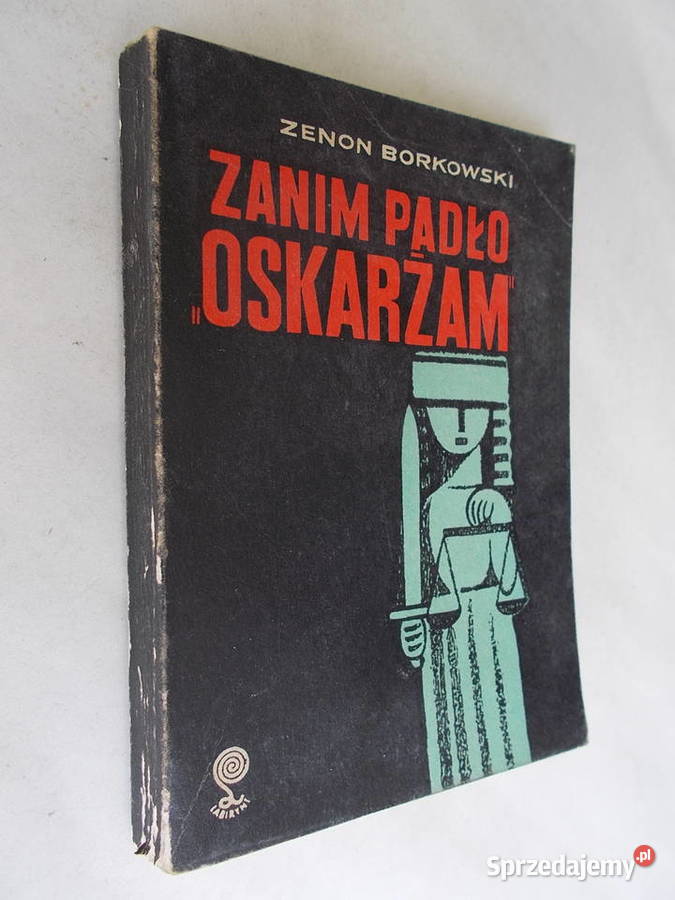 ZENON BORKOWSKI
ZANIM PADŁO
„OSKARŻAM"
LABIRYNT
Sprzedajemy.pl